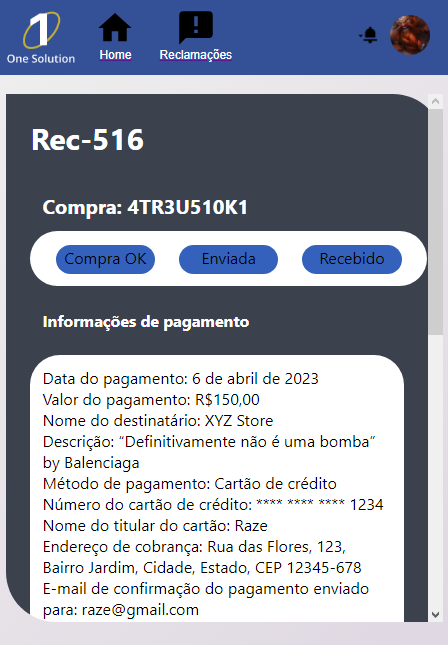 1
One Solution
Home
Reclamações
Rec-516
Compra: 4TR3U510K1
Compra OK
Enviada
Recebido
Informações de pagamento
Data do pagamento: 6 de abril de 2023
Valor do pagamento: R$150,00
Nome do destinatário: XYZ Store
Descrição: “Definitivamente não é uma bomba”
by Balenciaga
Método de pagamento: Cartão de crédito
Número do cartão de crédito: **** **** **** 1234
Nome do titular do cartão: Raze
Endereço de cobrança: Rua das Flores, 123,
Bairro Jardim, Cidade, Estado, CEP 12345-678
E-mail de confirmação do pagamento enviado
para: raze@gmail.com